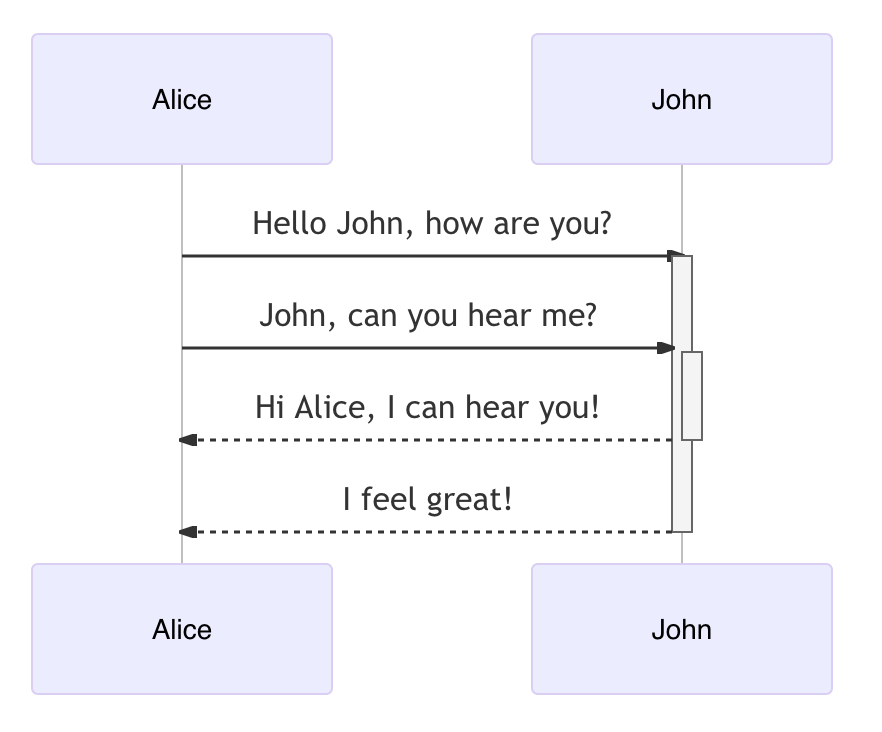 Alice
John
Hello John, how are you?
John, can you hear me?
Hi Alice, I can hear you!
I feel great!
Alice
John